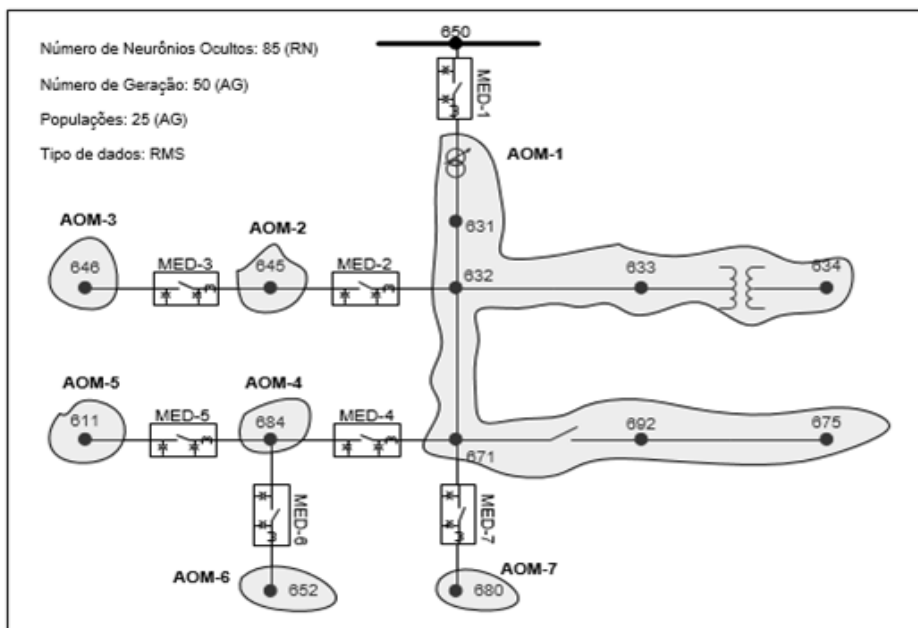 650
Número de Neurônios Ocultos: 85 (RN)
Número de Geração: 50 (AG)
Populações: 25 (AG)
Tipo de dados: RMS
MED-1
AOM-1
631
AOM-3
AOM-2
646
MED-3
645
MED-2
632
633
634
AOM-5
AOM-4
611
MED-5
684
MED-4
671
692
675
MED-6
MED-7
AOM-6
652
680
AOM-7